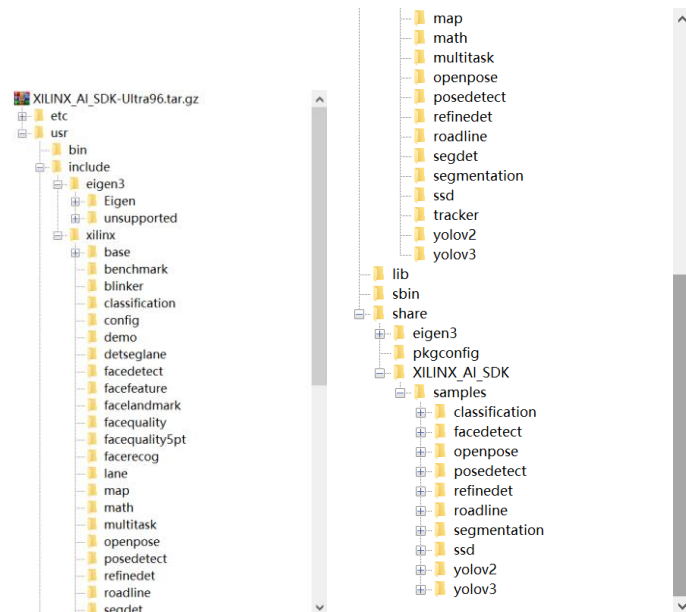 XILINX_AI_SDK-Ultra96.tar.gz
etc
usr
bin
include
eigen3
Eigen
unsupported
xilinx
base
benchmark
blinker
classification
config
demo
detseglane
facedetect
facefeature
facelandmark
facequality
facequality5pt
facerecog
lane
map
math
multitask
openpose
posedetect
refinedet
roadline
segdet
map
math
multitask
openpose
posedetect
refinedet
roadline
segdet
segmentation
ssd
tracker
yolov2
yolov3
lib
sbin
share
eigen3
pkgconfig
XILINX_AI_SDK
samples
classification
facedetect
openpose
posedetect
refinedet
roadline
segmentation
ssd
yolov2
yolov3